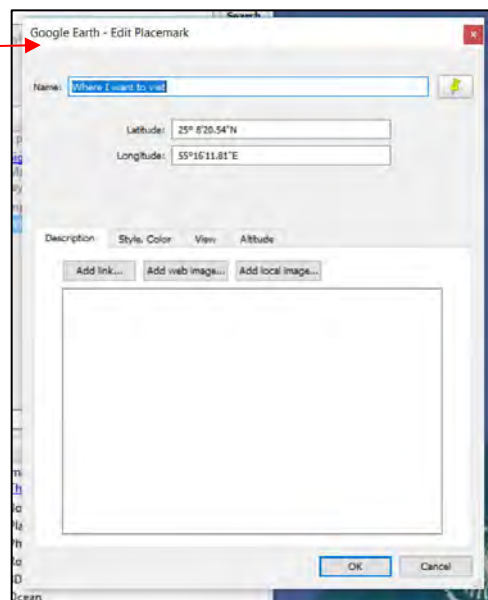 Search
Google Earth - Edit Placemark
Name: Where I want to visit
Latitude: 25° 8'20.54"N
Longitude: 55°16'11.81"E
Description Style, Color View Altitude
Add link... Add web image... Add local image...
OK Cancel
Ocean